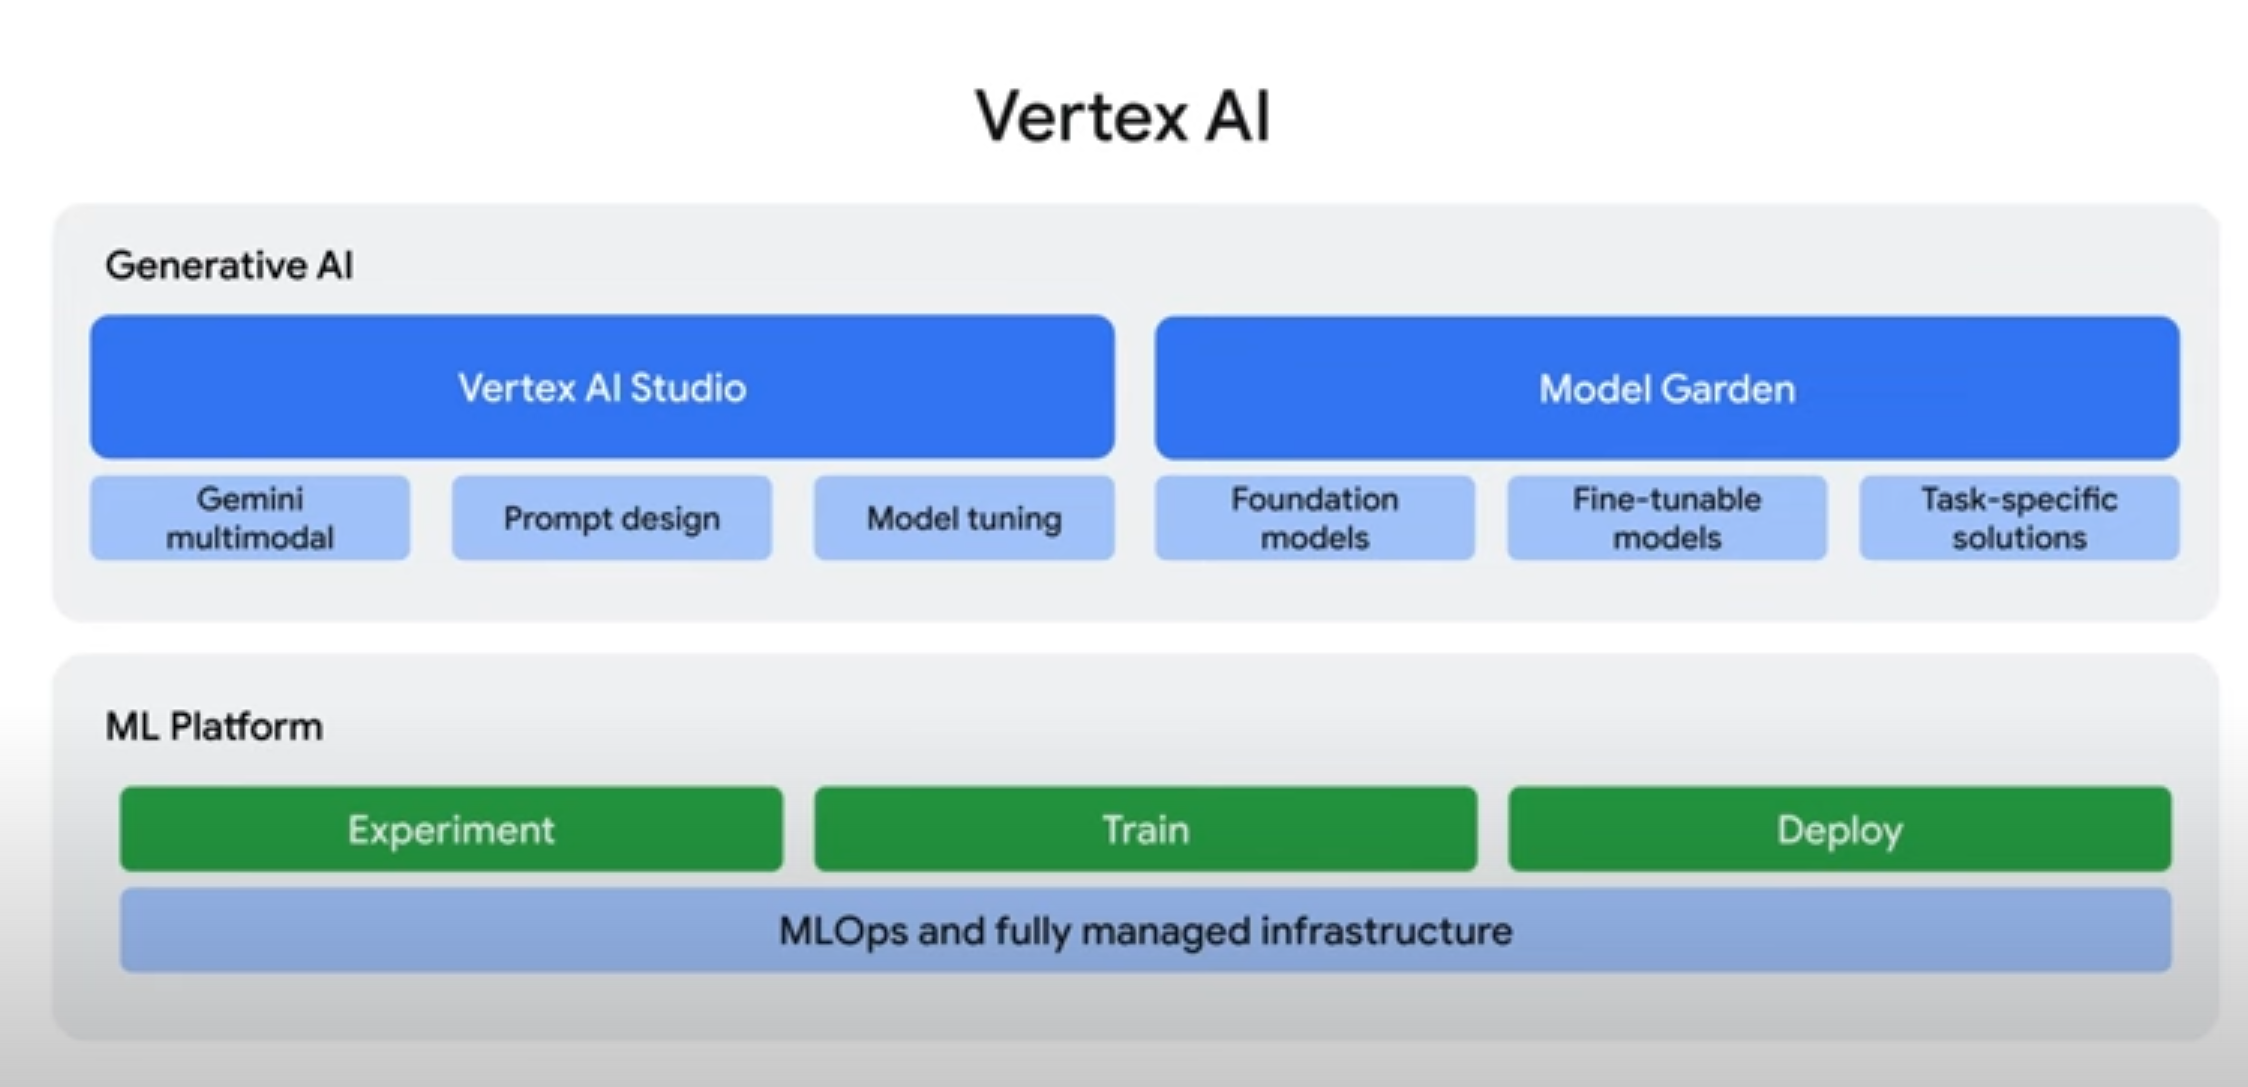 Vertex AI
Generative AI
Vertex AI Studio
Model Garden
Gemini
multimodal
Prompt design
Model tuning
Foundation
models
Fine-tunable
models
Task-specific
solutions
ML Platform
Experiment
Train
Deploy
MLOps and fully managed infrastructure